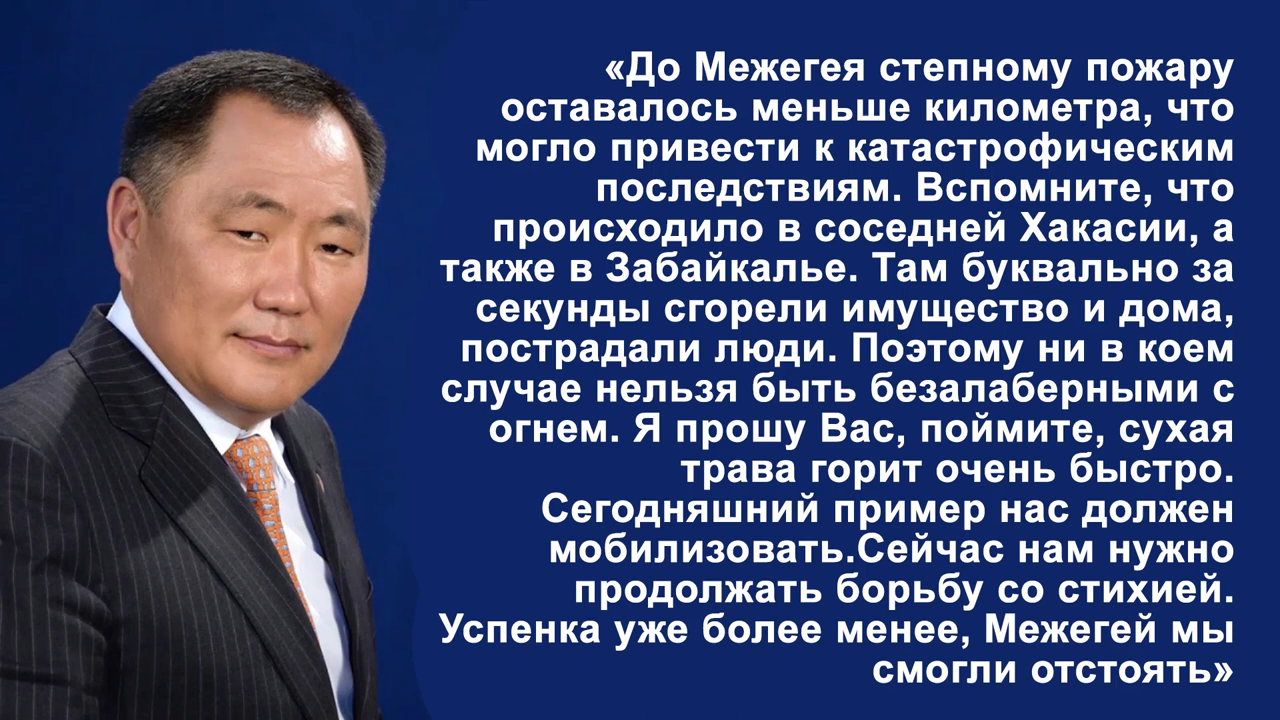 «До Межегея степному пожару
оставалось меньше километра, что
могло привести к катастрофическим
последствиям. Вспомните, что
происходило в соседней Хакасии, а
также в Забайкалье. Там буквально за
секунды сгорели имущество и дома,
пострадали люди. Поэтому ни в коем
случае нельзя быть безалаберными с
огнем. Я прошу Вас, поймите, сухая
трава горит очень быстро.
Сегодняшний пример нас должен
мобилизовать.Сейчас нам нужно
продолжать борьбу со стихией.
Успенка уже более менее, Межегей мы
смогли отстоять»